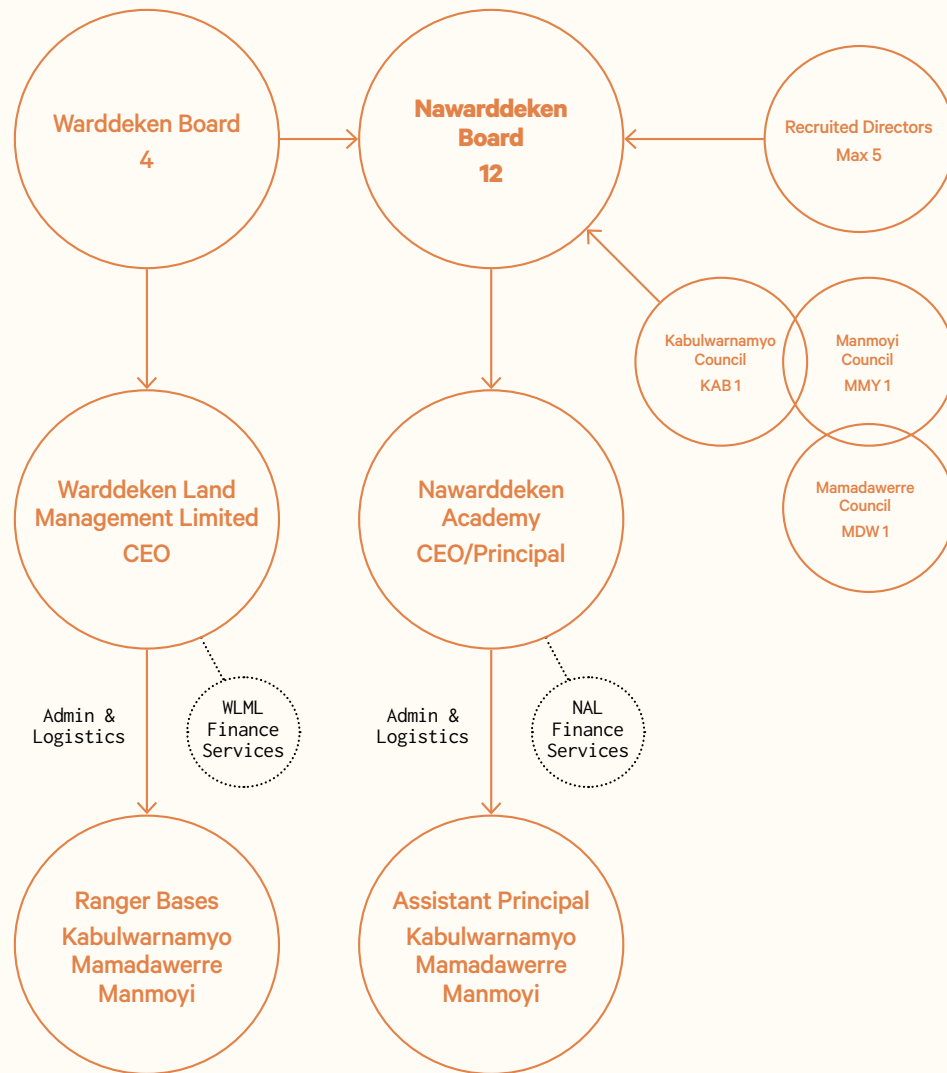 Warddeken Board
4
Nawarddeken
Board
12
Recruited Directors
Max 5
Kabulwarnamyo
Council
KAB 1
Manmoyi
Council
MMY 1
Mamadawerre
Council
MDW 1
Warddeken Land
Management Limited
CEO
Nawarddeken
Academy
CEO/Principal
Admin &
Logistics
WLML
Finance
Services
Admin &
Logistics
NAL
Finance
Services
Ranger Bases
Kabulwarnamyo
Mamadawerre
Manmoyi
Assistant Principal
Kabulwarnamyo
Mamadawerre
Manmoyi